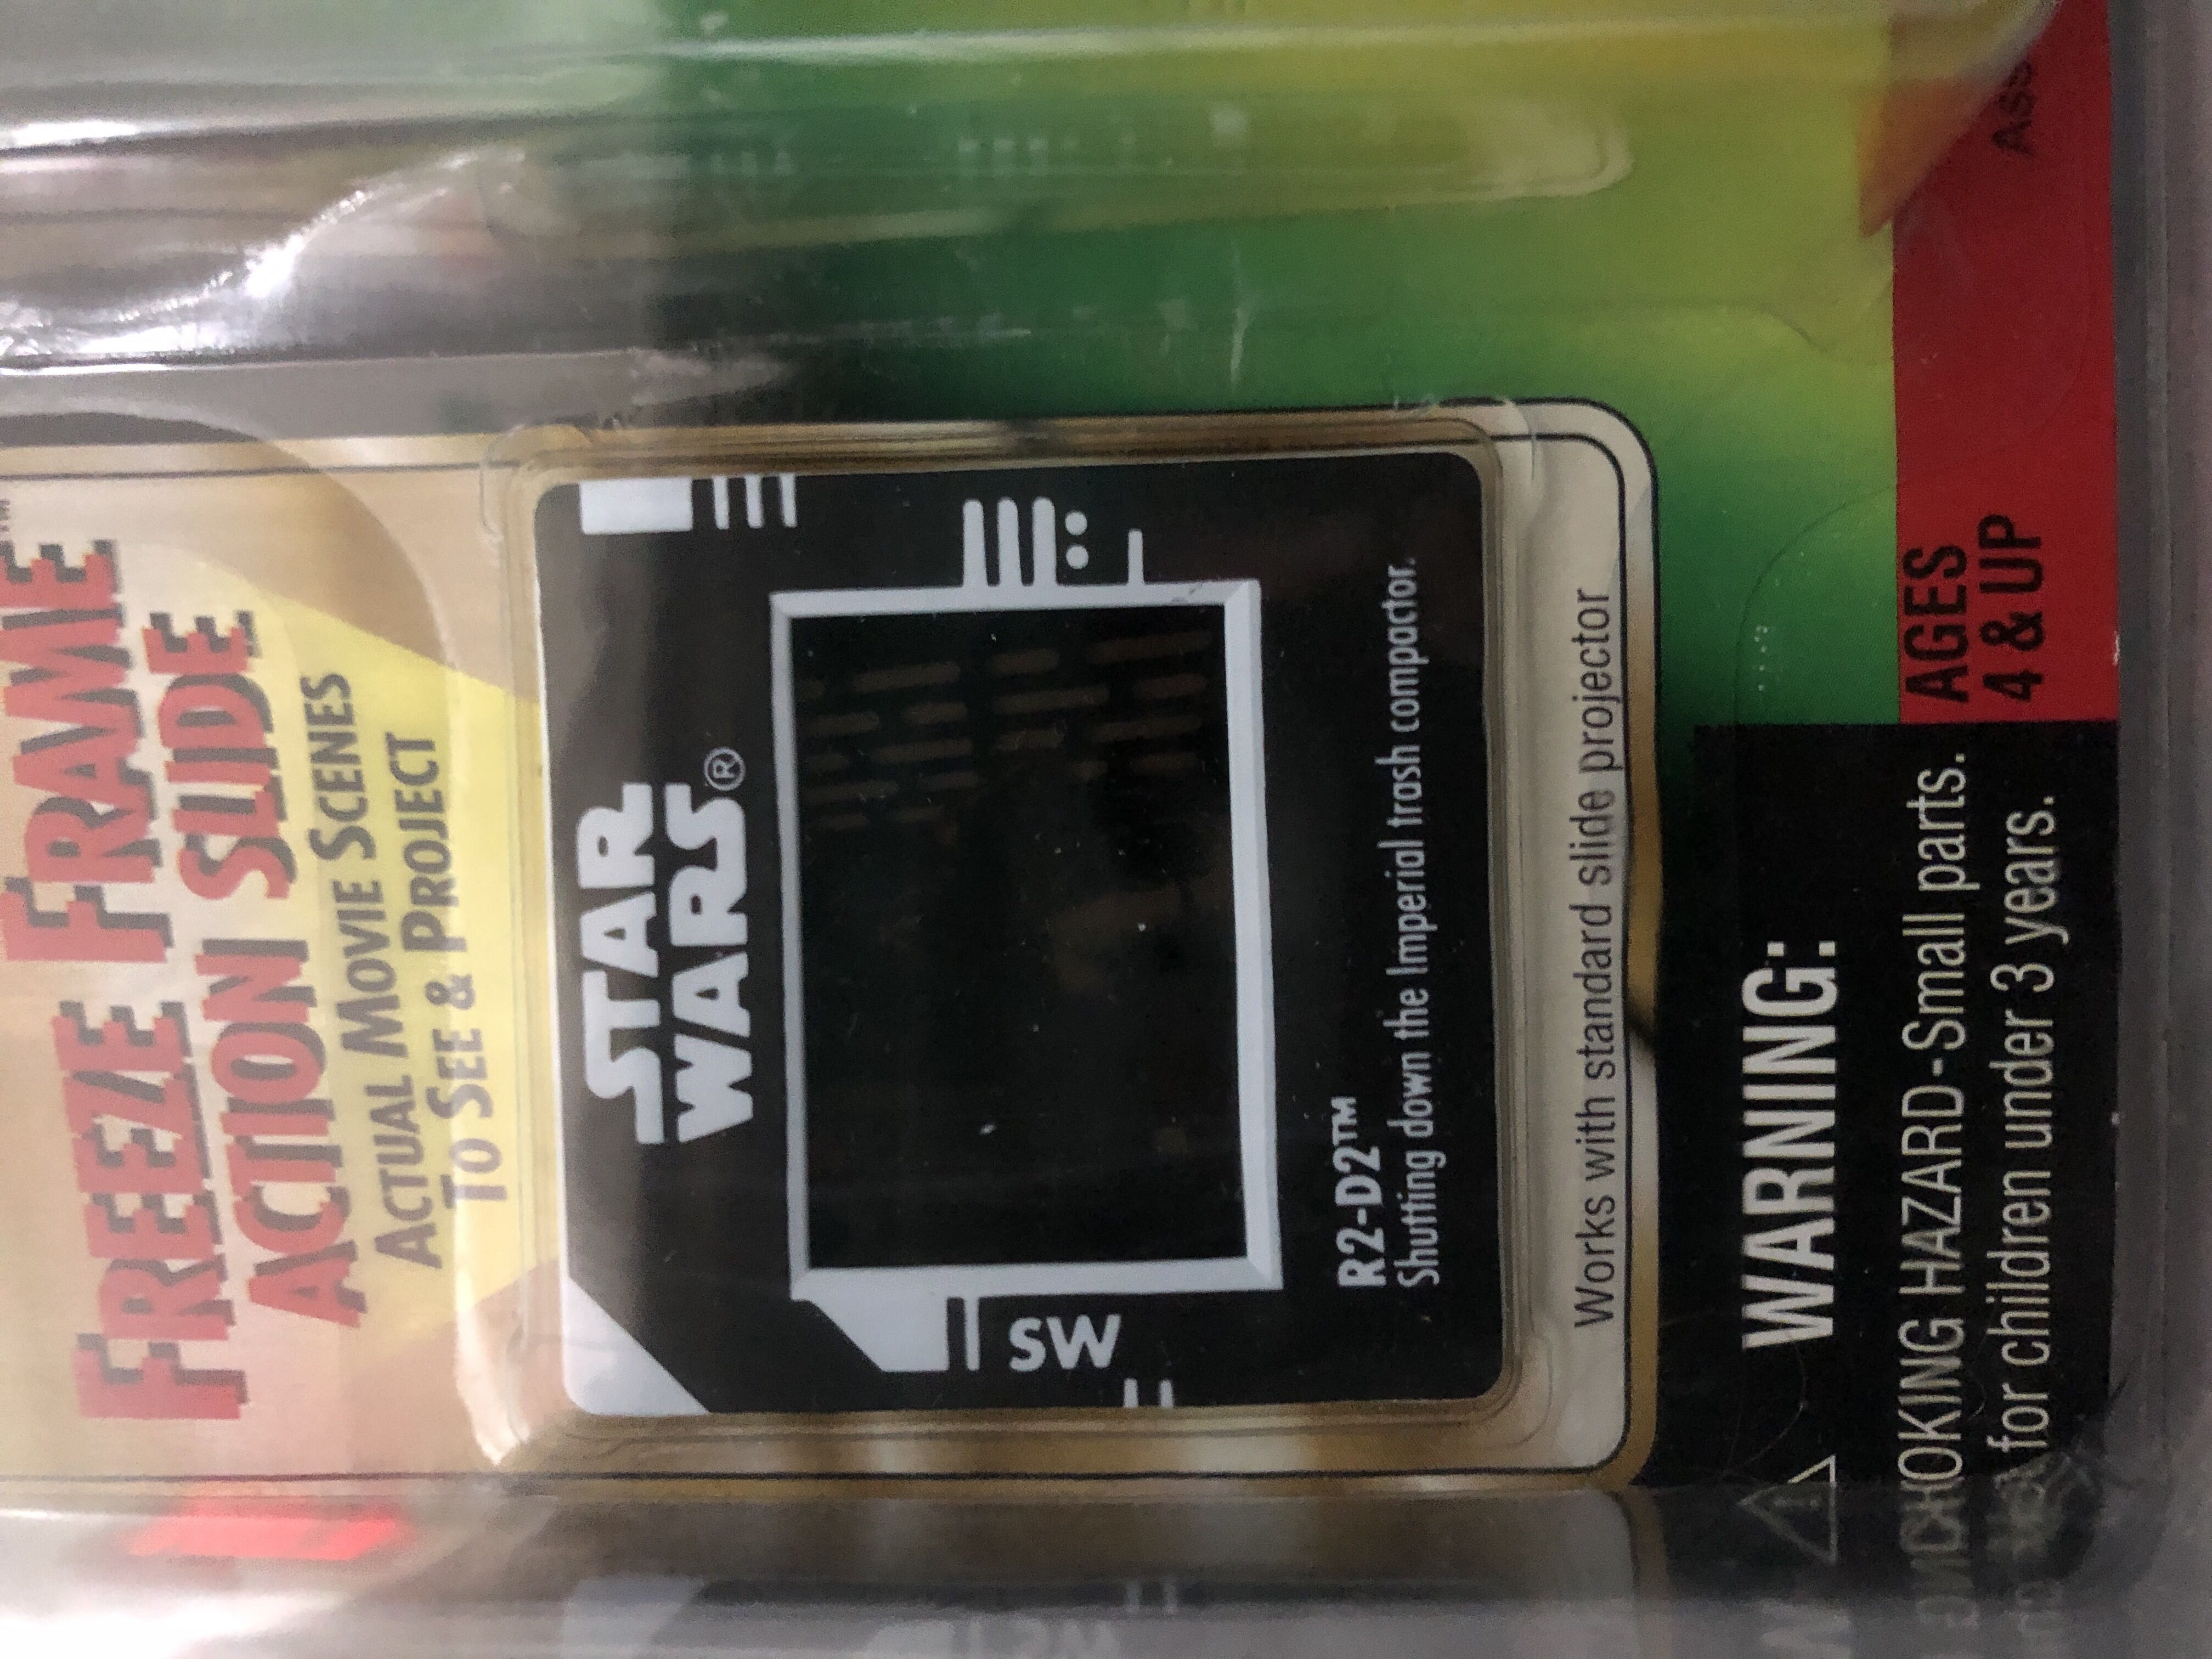 FREEZE FRAME™
ACTION SLIDE
ACTUAL MOVIE SCENES
TO SEE & PROJECT
STAR
WARS®
SW
R2-D2™
Shutting down the Imperial trash compactor.
Works with standard slide projector
WARNING:
CHOKING HAZARD-Small parts.
for children under 3 years.
AGES
4 & UP